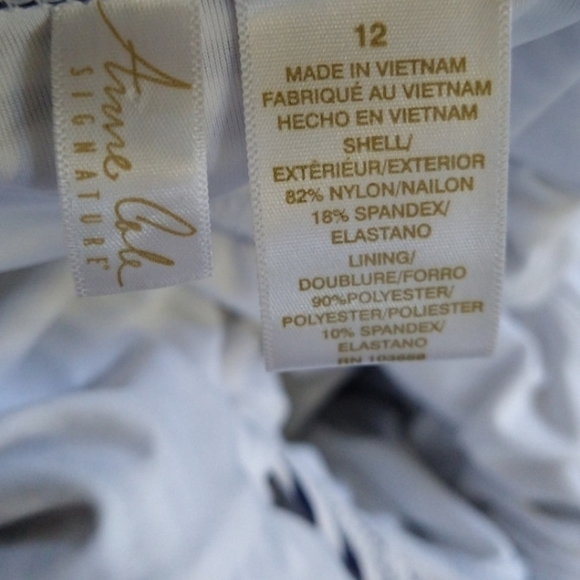 Anne Cole
SIGNATURE®
12
MADE IN VIETNAM
FABRIQUÉ AU VIETNAM
HECHO EN VIETNAM
SHELL/
EXTÉRIEUR/EXTERIOR
82% NYLON/NAILON
18% SPANDEX/
ELASTANO
LINING/
DOUBLURE/FORRO
90%POLYESTER/
POLYESTER/POLIESTER
10% SPANDEX/
ELASTANO
RN